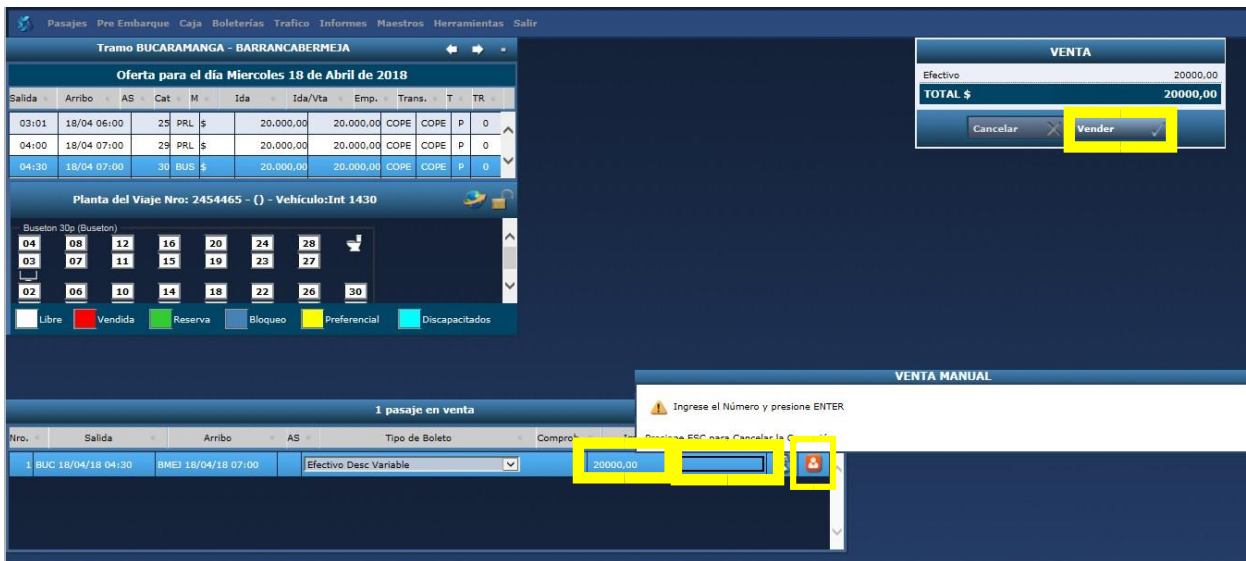 Pasajes Pre Embarque Caja Boleterías Trafico Informes Maestros Herramientas Salir
Tramo BUCARAMANGA - BARRANCABERMEJA
Oferta para el día Miercoles 18 de Abril de 2018
Salida Arribo AS Cat M Ida Ida/Vta Emp. Trans. T TR
03:01 18/04 06:00 25 PRL $ 20.000,00 20.000,00 COPE COPE P 0
04:00 18/04 07:00 29 PRL $ 20.000,00 20.000,00 COPE COPE P 0
04:30 18/04 07:00 30 BUS $ 20.000,00 20.000,00 COPE COPE P 0
Planta del Viaje Nro: 2454465 - () - Vehículo:Int 1430
Buseton 30p (Buseton)
04 08 12 16 20 24 28
03 07 11 15 19 23 27
02 06 10 14 18 22 26 30
Libre Vendida Reserva Bloqueo Preferencial Discapacitados
VENTA
Efectivo 20000,00
TOTAL $ 20000,00
Cancelar Vender
VENTA MANUAL
Ingrese el Número y presione ENTER
Presione ESC para Cancelar la
1 pasaje en venta
Nro. Salida Arribo AS Tipo de Boleto Comprob
1 BUC 18/04/18 04:30 BMEJ 18/04/18 07:00 Efectivo Desc Variable 20000,00